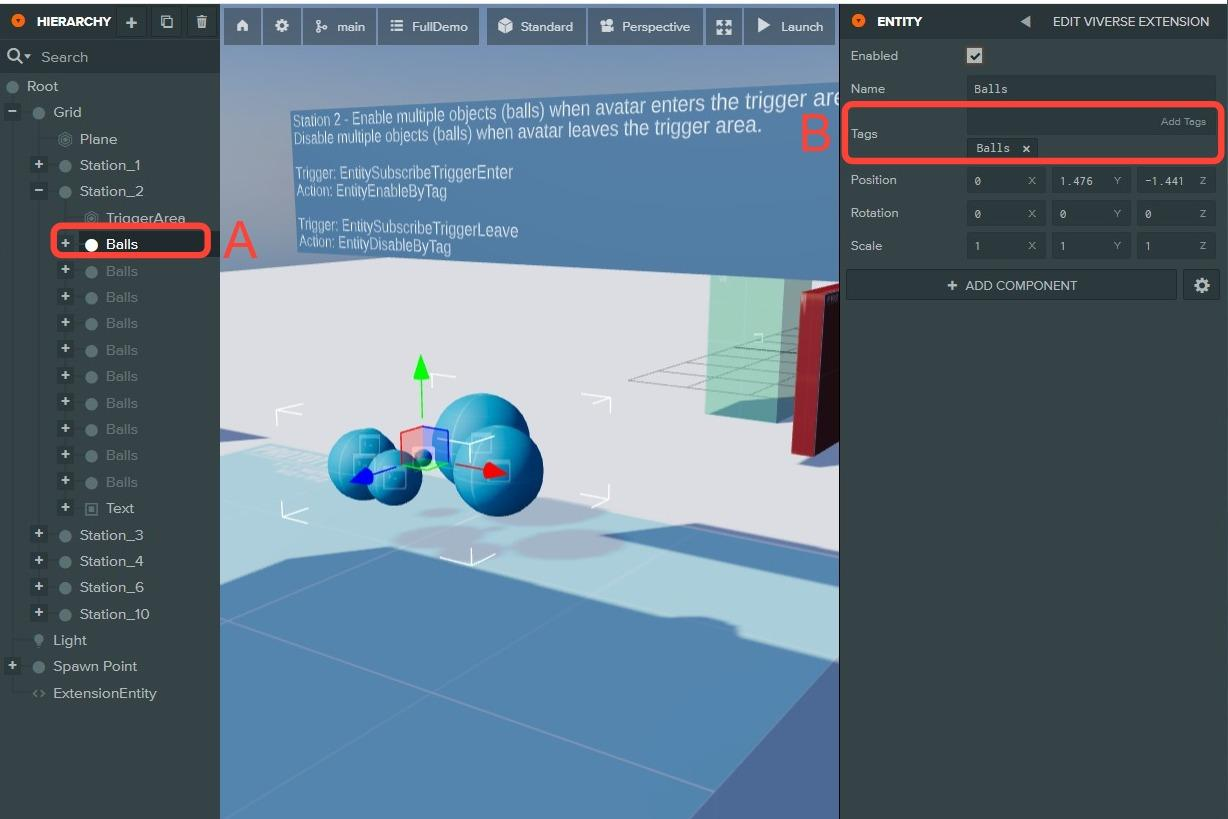 HIERARCHY
Search
Root
Grid
Plane
Station_1
Station_2
TriggerArea
Balls
Balls
Balls
Balls
Balls
Balls
Balls
Balls
Balls
Balls
Text
Station_3
Station_4
Station_6
Station_10
Light
Spawn Point
ExtensionEntity
A
main FullDemo Standard Perspective Launch
Station 2 - Enable multiple objects (balls) when avatar enters the trigger are
Disable multiple objects (balls) when avatar leaves the trigger area.
Trigger: EntitySubscribeTriggerEnter
Action: EntityEnableByTag
Trigger: EntitySubscribeTriggerLeave
Action: EntityDisableByTag
B
ENTITY EDIT VIVERSE EXTENSION
Enabled
Name Balls
Tags Add Tags
Balls ×
Position 0 X 1.476 Y -1.441 Z
Rotation 0 X 0 Y 0 Z
Scale 1 X 1 Y 1 Z
+ ADD COMPONENT